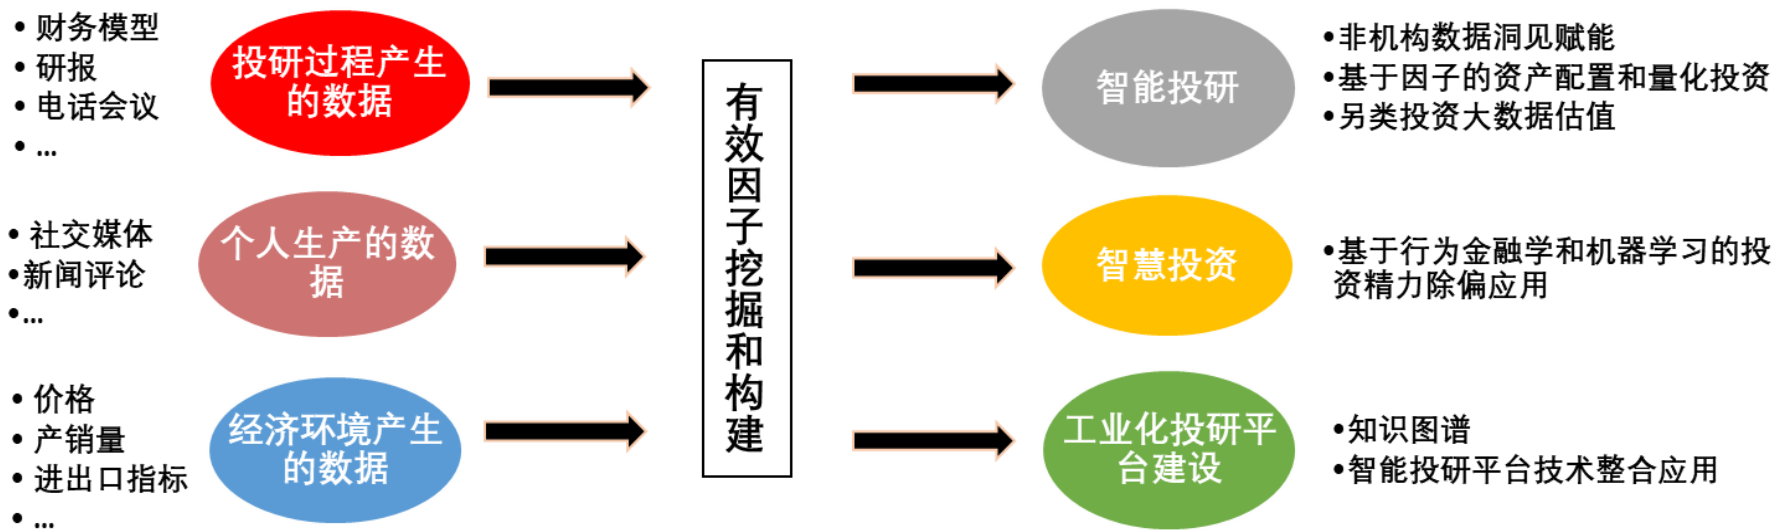 • 财务模型
• 研报
• 电话会议
• ...
投研过程产生
的数据
• 社交媒体
•新闻评论
•...
个人生产的数
据
• 价格
• 产销量
• 进出口指标
• ...
经济环境产生
的数据
有效因子挖掘和构建
智能投研
•非机构数据洞见赋能
•基于因子的资产配置和量化投资
•另类投资大数据估值
智慧投资
•基于行为金融学和机器学习的投
资精力除偏应用
工业化投研平
台建设
•知识图谱
•智能投研平台技术整合应用